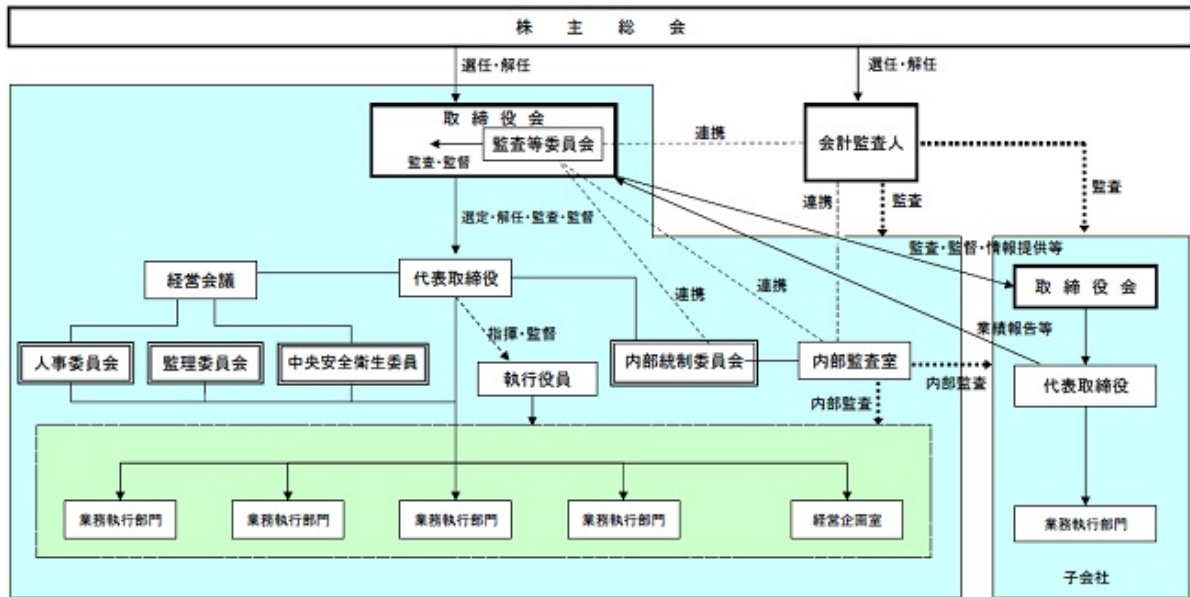 株主総会
選任・解任
選任・解任
取締役会
監査等委員会
監査・監督
連携
会計監査人
監査
連携
監査
選定・解任・監査・監督
監査・監督・情報提供等
経営会議
代表取締役
連携
連携
取締役会
指揮・監督
業績報告等
人事委員会
監理委員会
中央安全衛生委員
執行役員
内部統制委員会
内部監査室
内部監査
代表取締役
内部監査
業務執行部門
業務執行部門
業務執行部門
業務執行部門
経営企画室
業務執行部門
子会社